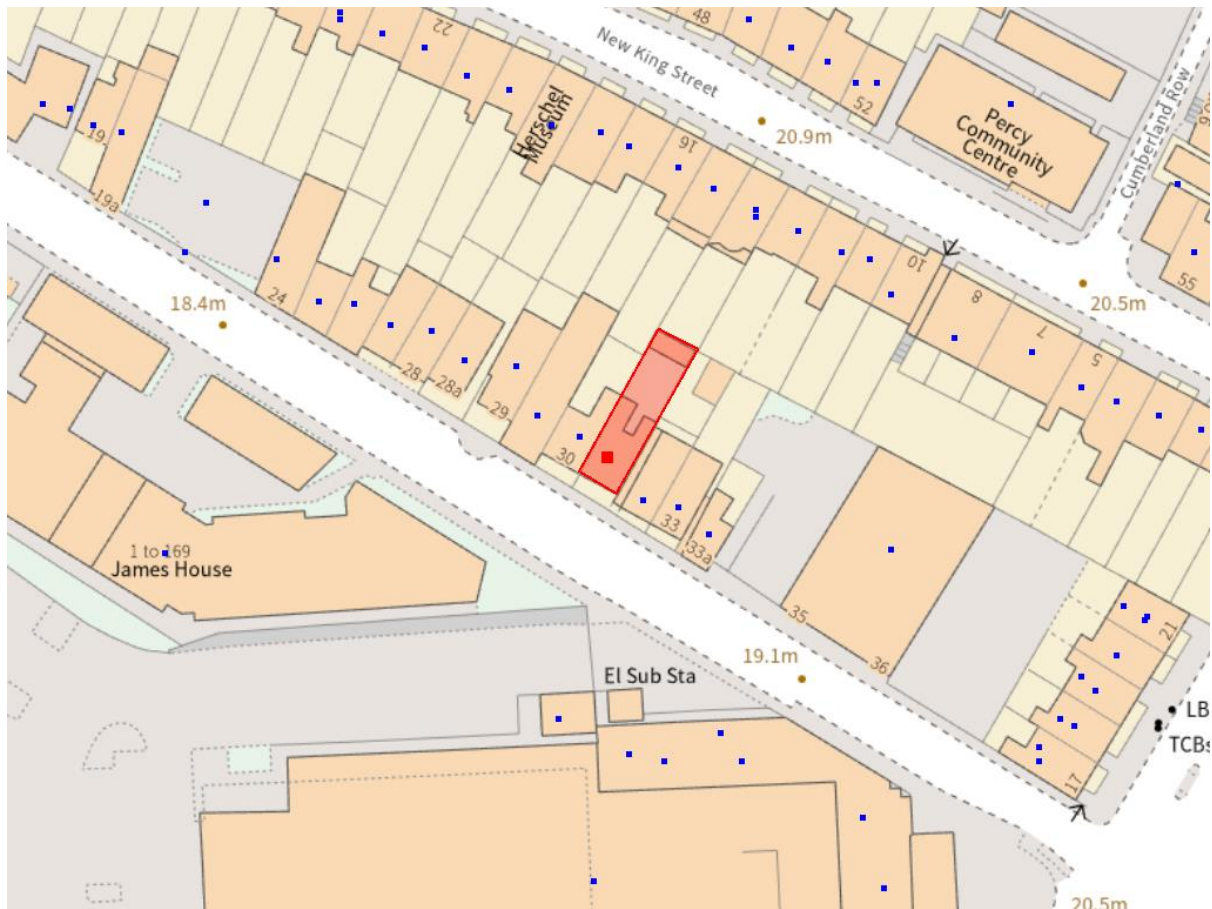 22
48
New King Street
52
Herschel
Museum
16
20.9m
Percy
Community
Centre
Cumberland Row
19
19a
10
8
7
5
20.5m
55
18.4m
24
28
28a
29
30
33
33a
1 to 169
James House
35
36
21
19.1m
El Sub Sta
LB
TCBs
17
20.5m